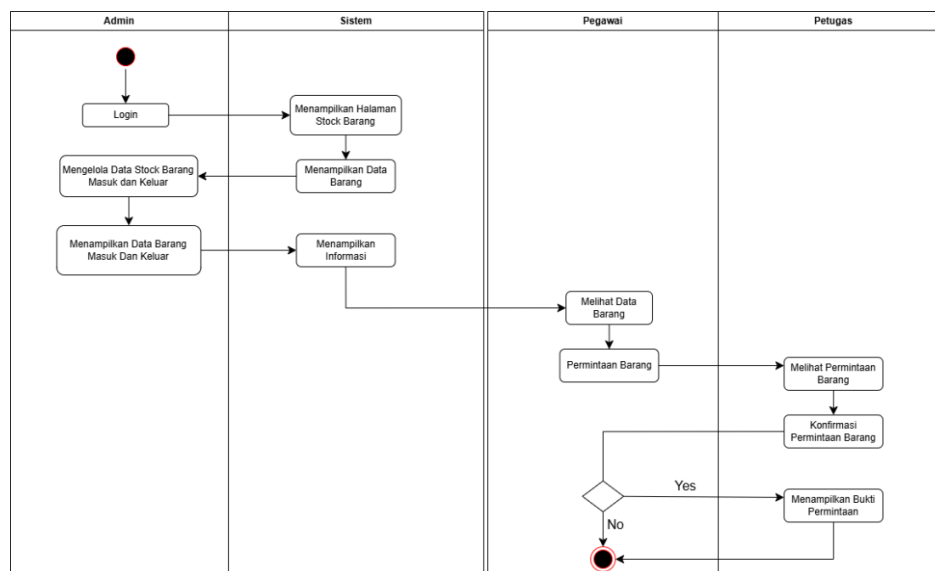 Admin
Sistem
Pegawai
Petugas
Login
Menampilkan Halaman
Stock Barang
Mengelola Data Stock Barang
Masuk dan Keluar
Menampilkan Data
Barang
Menampilkan Data Barang
Masuk Dan Keluar
Menampilkan
Informasi
Melihat Data
Barang
Permintaan Barang
Melihat Permintaan
Barang
Konfirmasi
Permintaan Barang
Yes
Menampilkan Bukti
Permintaan
No